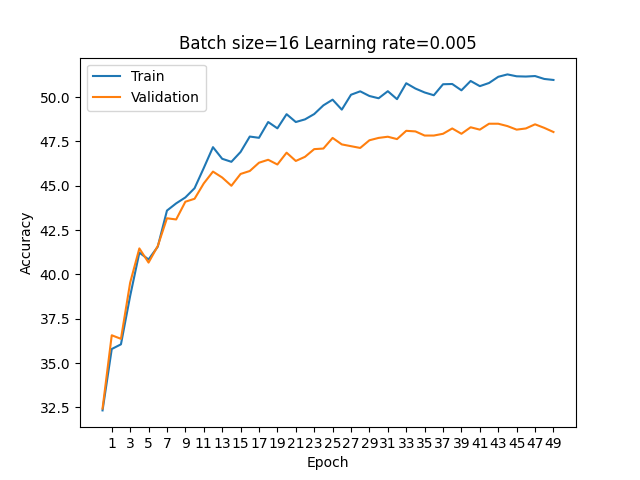 Batch size=16 Learning rate=0.005
Train
Validation
50.0
47.5
45.0
42.5
40.0
37.5
35.0
32.5
Accuracy
1 3 5 7 9 11 13 15 17 19 21 23 25 27 29 31 33 35 37 39 41 43 45 47 49
Epoch